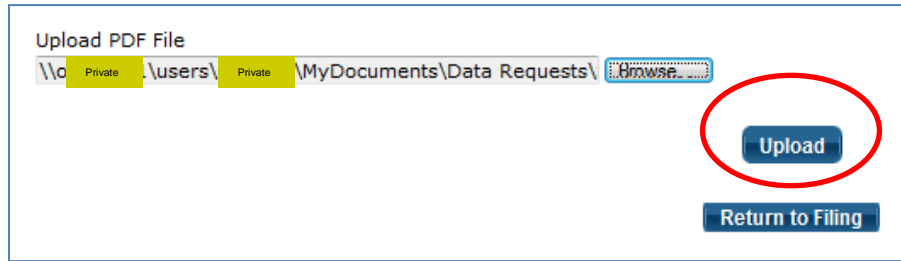 Upload PDF File
\\o Private .\users\ Private \MyDocuments\Data Requests\ Browse...
Upload
Return to Filing